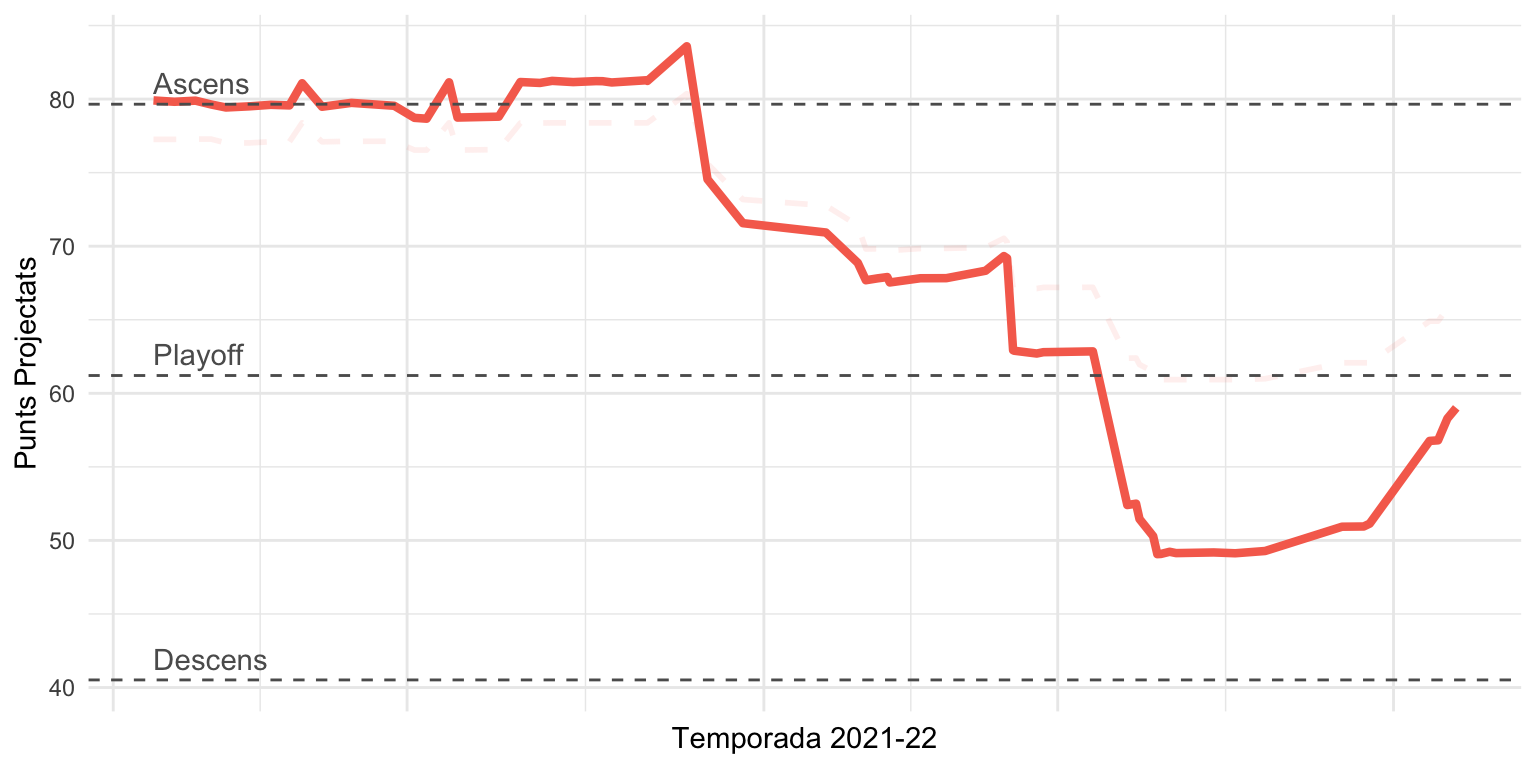 Punts Projectats
80
70
60
50
40
Ascens
Playoff
Descens
Temporada 2021-22